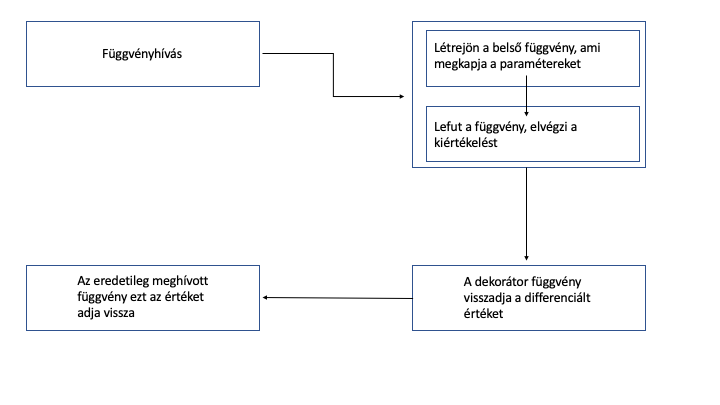 Függvényhívás
Létrejön a belső függvény, ami
megkapja a paramétereket
Lefut a függvény, elvégzi a
kiértékelést
Az eredetileg meghívott
függvény ezt az értéket
adja vissza
A dekorátor függvény
visszadja a differenciált
értéket